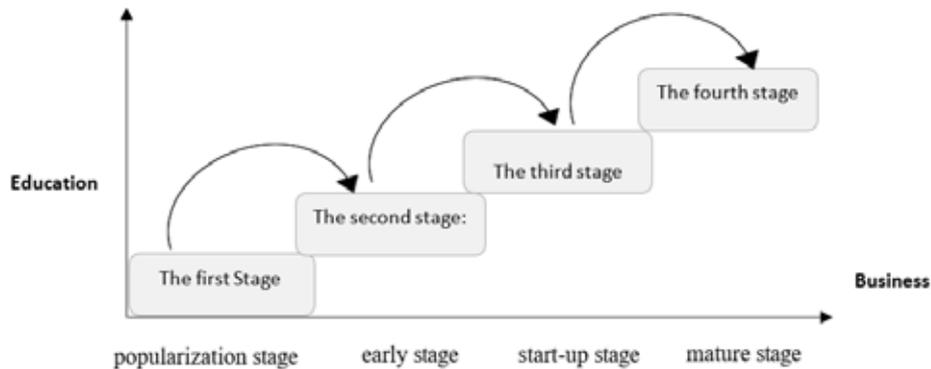 The fourth stage
The third stage
Education
The second stage:
The first Stage
Business
popularization stage
early stage
start-up stage
mature stage